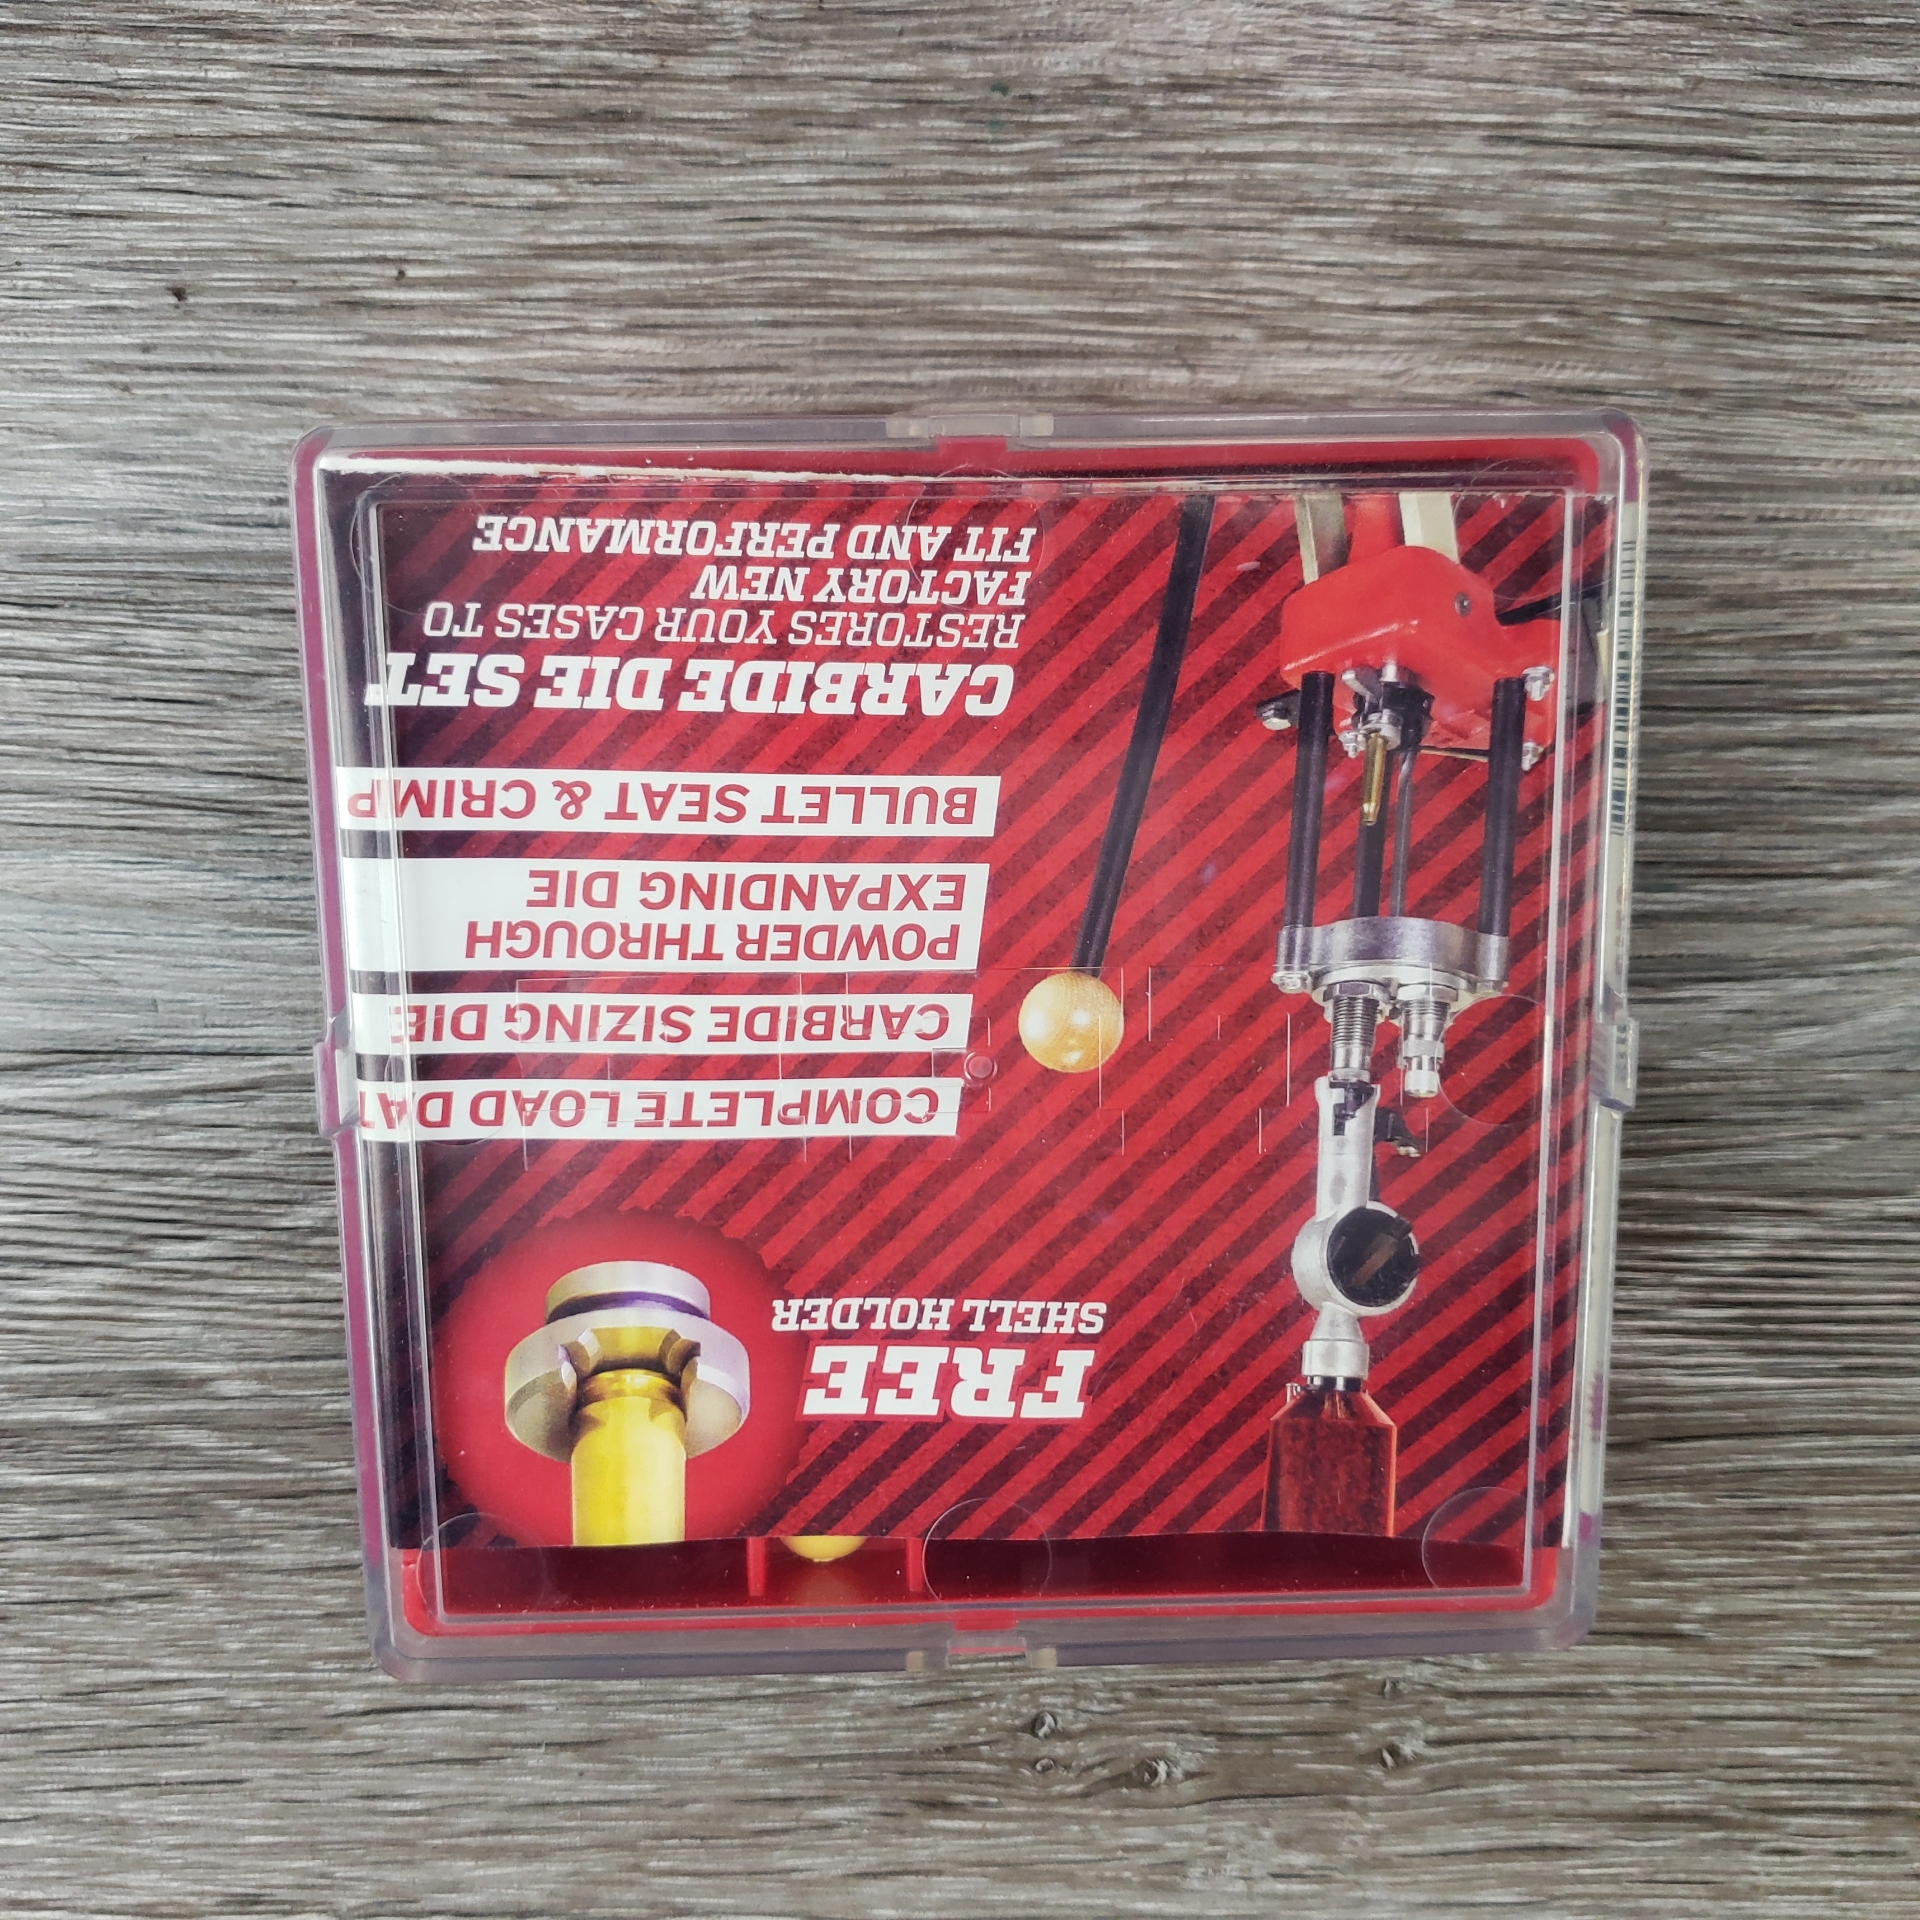 FREE
SHELL HOLDER
COMPLETE LOAD DAT
CARBIDE SIZING DIE
POWDER THROUGH
EXPANDING DIE
BULLET SEAT & CRIMP
CARBIDE DIE SET
RESTORES YOUR CASES TO
FACTORY NEW
FIT AND PERFORMANCE